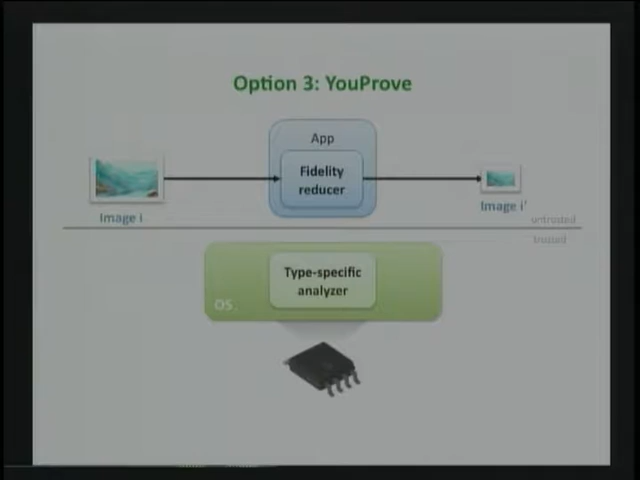 Option 3: YouProve
App
Fidelity
reducer
Image i
Image i'
untrusted
trusted
Type-specific
analyzer
OS